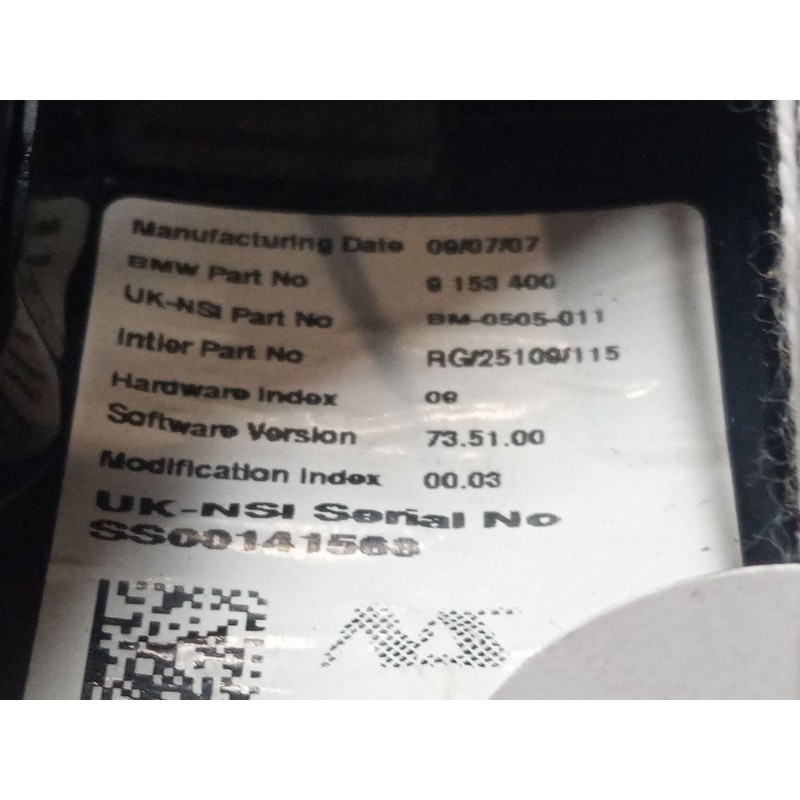 Manufacturing Date 09/07/07
BMW Part No 9 153 400
UK-NSI Part No BM-0505-011
Intier Part No RG/25109/115
Hardware Index 09
Software Version 73.51.00
Modification Index 00.03
UK-NSI Serial No
SS00141563